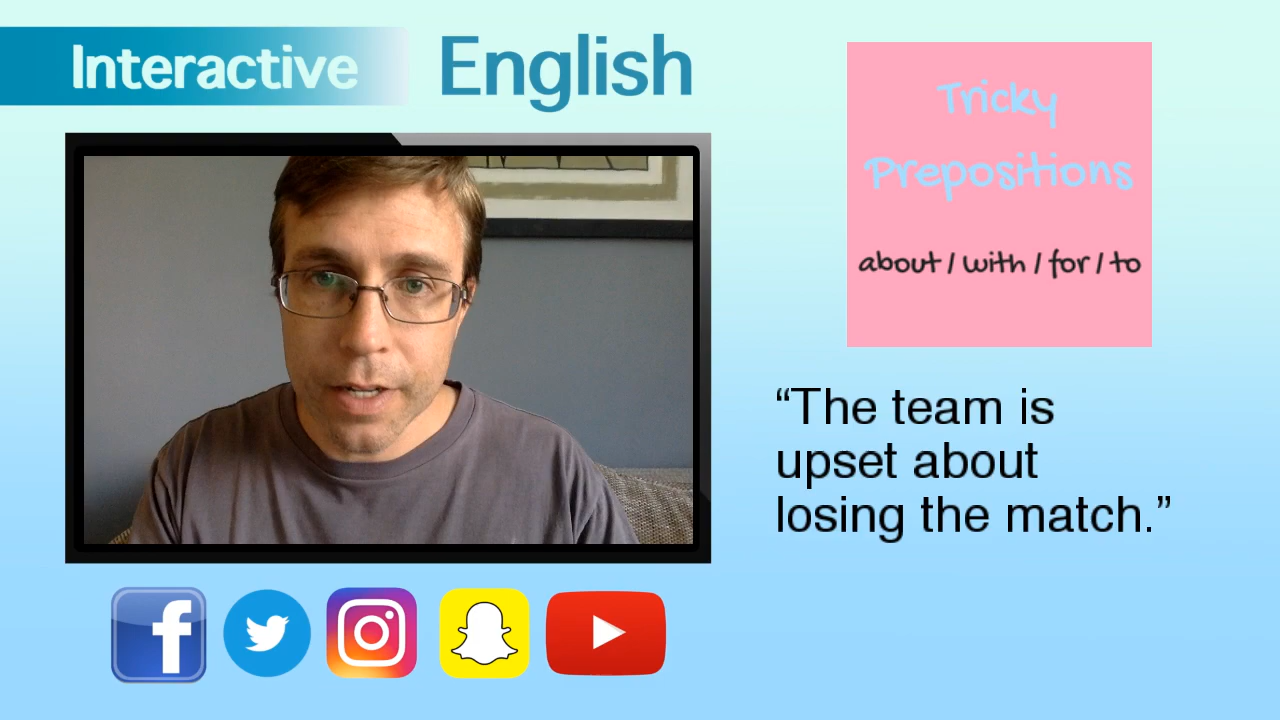 Interactive English
Tricky
Prepositions
about / with / for / to
“The team is
upset about
losing the match.”